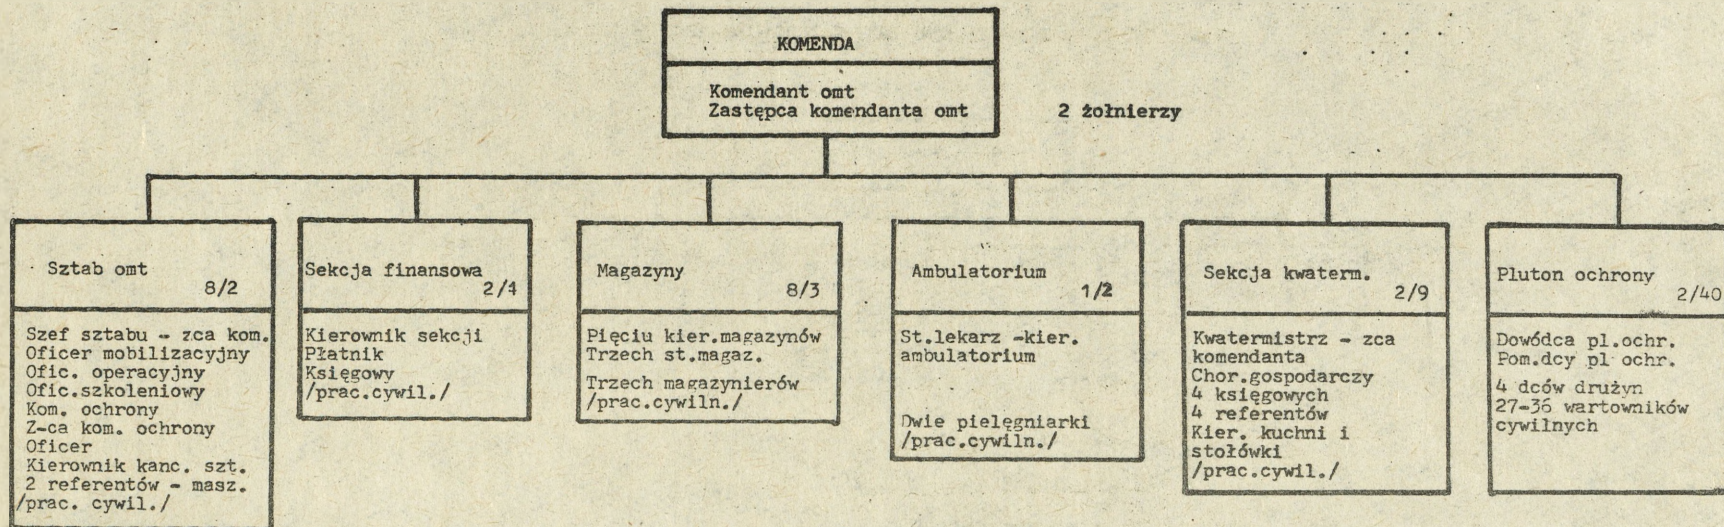 KOMENDA
Komendant omt
Zastępca komendanta omt
2 żołnierzy
Sztab omt
8/2
Szef sztabu - zca kom.
Oficer mobilizacyjny
Ofic. operacyjny
Ofic.szkoleniowy
Kom. ochrony
Z-ca kom. ochrony
Oficer
Kierownik kanc. szt.
2 referentów - masz.
/prac. cywil./
Sekcja finansowa
2/1
Kierownik sekcji
Płatnik
Księgowy
/prac.cywil./
Magazyny
8/3
Pięciu kier.magazynów
Trzech st.magaz.
Trzech magazynierów
/prac.cywiln./
Ambulatorium
1/2
St.lekarz -kier.
ambulatorium
Dwie pielęgniarki
/prac.cywiln./
Sekcja kwaterm.
2/9
Kwatermistrz - zca
komendanta
Chor.gospodarczy
4 księgowych
4 referentów
Kier. kuchni i
stołówki
/prac.cywil./
Pluton ochrony
2/40
Dowódca pl.ochr.
Pom.dcy pl ochr.
4 dców drużyn
27-36 wartowników
cywilnych